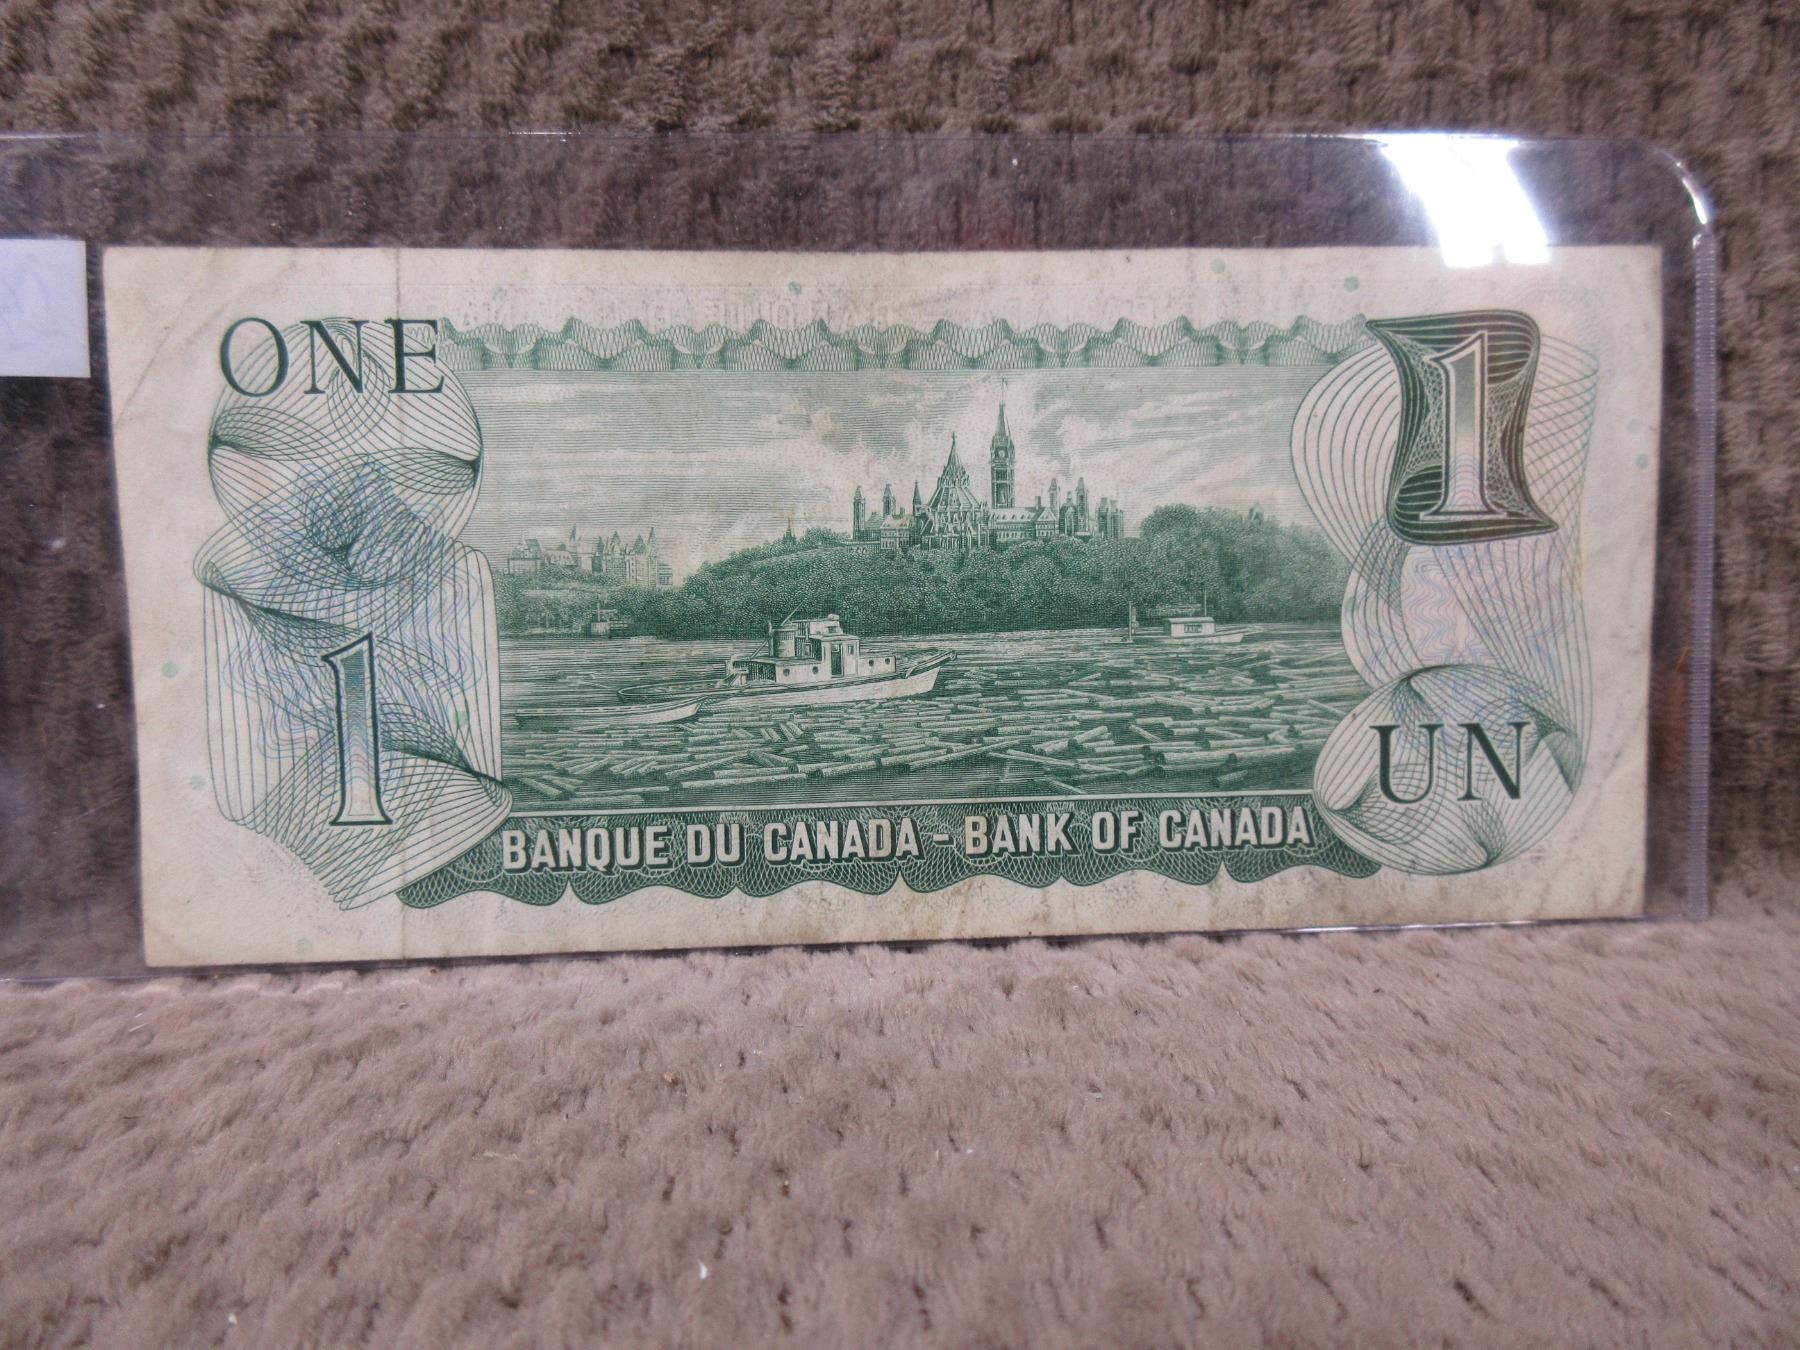 ONE
1
1
UN
BANQUE DU CANADA - BANK OF CANADA